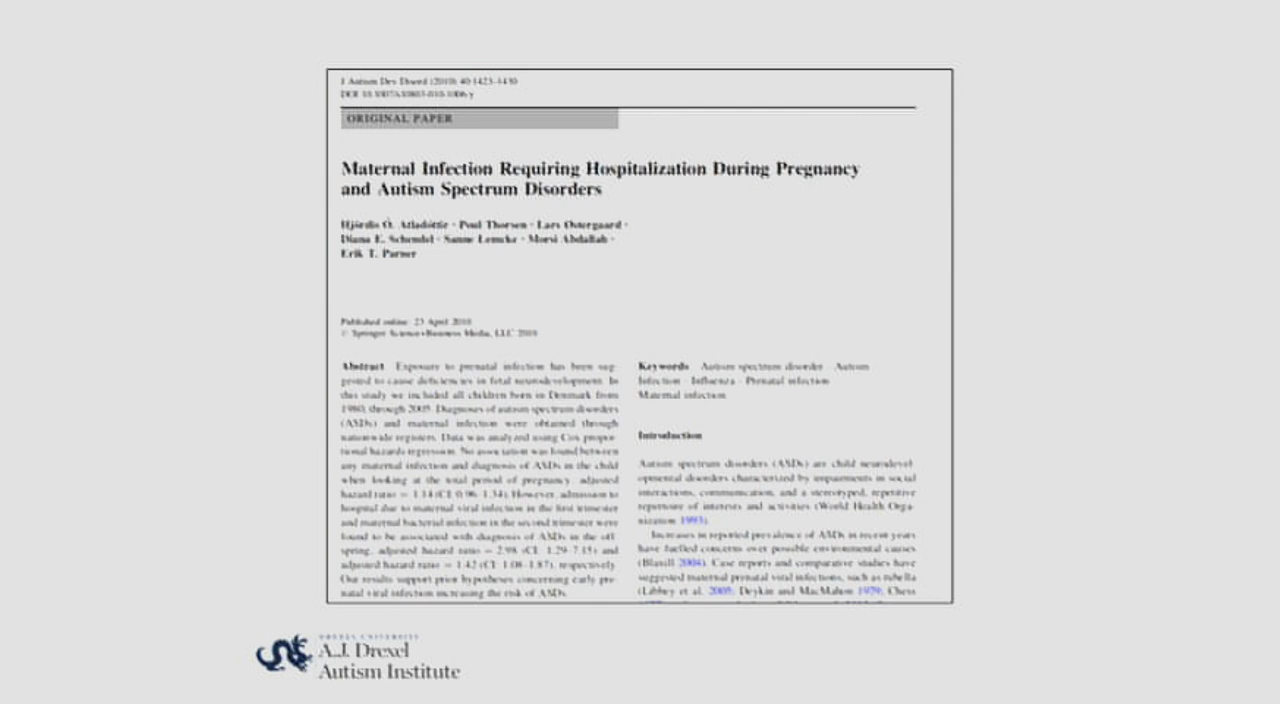 J Autism Dev Disord (2010) 40:1423–1430
ORIGINAL PAPER
Maternal Infection Requiring Hospitalization During Pregnancy
and Autism Spectrum Disorders
Hjördis Ó. Atladóttir · Poul Thorsen · Lars Østergaard ·
Diana E. Schendel · Sanne Lemcke · Morsi Abdallah ·
Erik T. Parner
Published online: 23 April 2010
© Springer Science+Business Media, LLC 2010
Abstract Exposure to prenatal infection has been sug-
gested to cause deficiencies in fetal neurodevelopment. In
this study we included all children born in Denmark from
1980, through 2005. Diagnoses of autism spectrum disorders
(ASDs) and maternal infection were obtained through
nationwide registers. Data was analyzed using Cox propor-
tional hazards regression. No association was found between
any maternal infection and diagnosis of ASDs in the child
when looking at the total period of pregnancy: adjusted
hazard ratio = 1.14 (CI: 0.96–1.34). However, admission to
hospital due to maternal viral infection in the first trimester
and maternal bacterial infection in the second trimester were
found to be associated with diagnosis of ASDs in the off-
spring, adjusted hazard ratio = 2.98 (CI: 1.29–7.15) and
adjusted hazard ratio = 1.42 (CI: 1.08–1.87), respectively.
Our results support prior hypotheses concerning early pre-
natal viral infection increasing the risk of ASDs.
Keywords Autism spectrum disorder · Autism
Infection · Influenza · Prenatal infection
Maternal infection
Introduction
Autism spectrum disorders (ASDs) are child neurodevel-
opmental disorders characterized by impairments in social
interactions, communication, and a stereotyped, repetitive
repertoire of interests and activities (World Health Orga-
nization 1993).
Increases in reported prevalence of ASDs in recent years
have fuelled concerns over possible environmental causes
(Blaxill 2004). Case reports and comparative studies have
suggested maternal prenatal viral infections, such as rubella
(Libbey et al. 2005; Deykin and MacMahon 1979; Chess
DREXEL UNIVERSITY
A.J. Drexel
Autism Institute